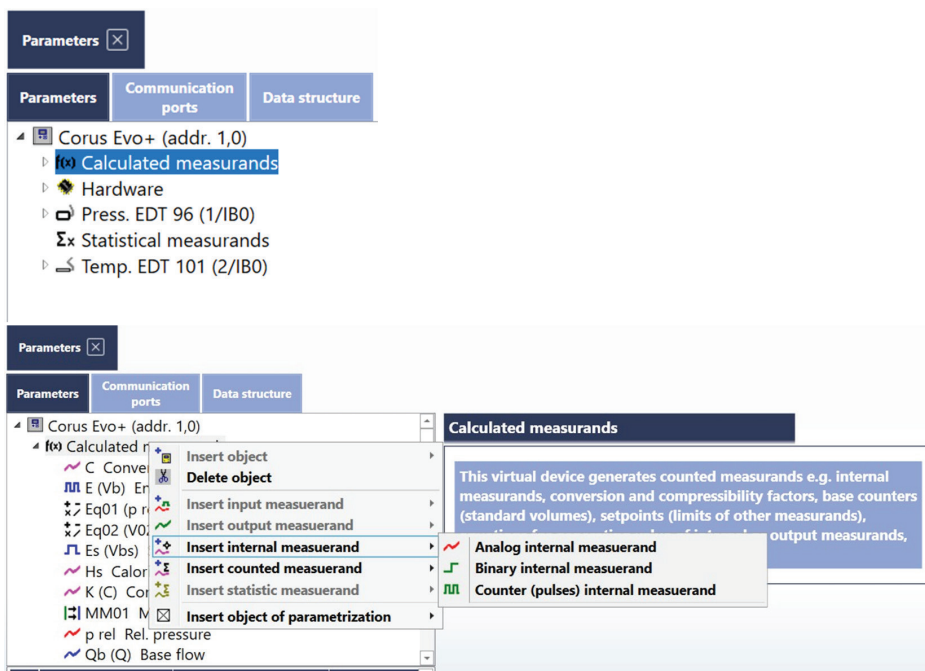 Parameters
Parameters
Communication
ports
Data structure
Corus Evo+ (addr. 1,0)
f(x) Calculated measurands
Hardware
Press. EDT 96 (1/IB0)
Σx Statistical measurands
Temp. EDT 101 (2/IB0)
Parameters
Parameters
Communication
ports
Data structure
Corus Evo+ (addr. 1,0)
f(x) Calculated
C
E (Vb)
Eq01 (p
Eq02
Es (Vbs)
Hs
K (C)
MM01
p rel Rel. pressure
Qb (Q) Base flow
Insert object
Delete object
Insert input measuerand
Insert output measuerand
Insert internal measuerand
Insert counted measuerand
Insert statistic measuerand
Insert object of parametrization
Analog internal measuerand
Binary internal measuerand
Counter (pulses) internal measuerand
Calculated measurands
This virtual device generates counted measurands e.g. internal
measurands, conversion and compressibility factors, base counters
(standard volumes), setpoints (limits of other measurands),
output measurands,